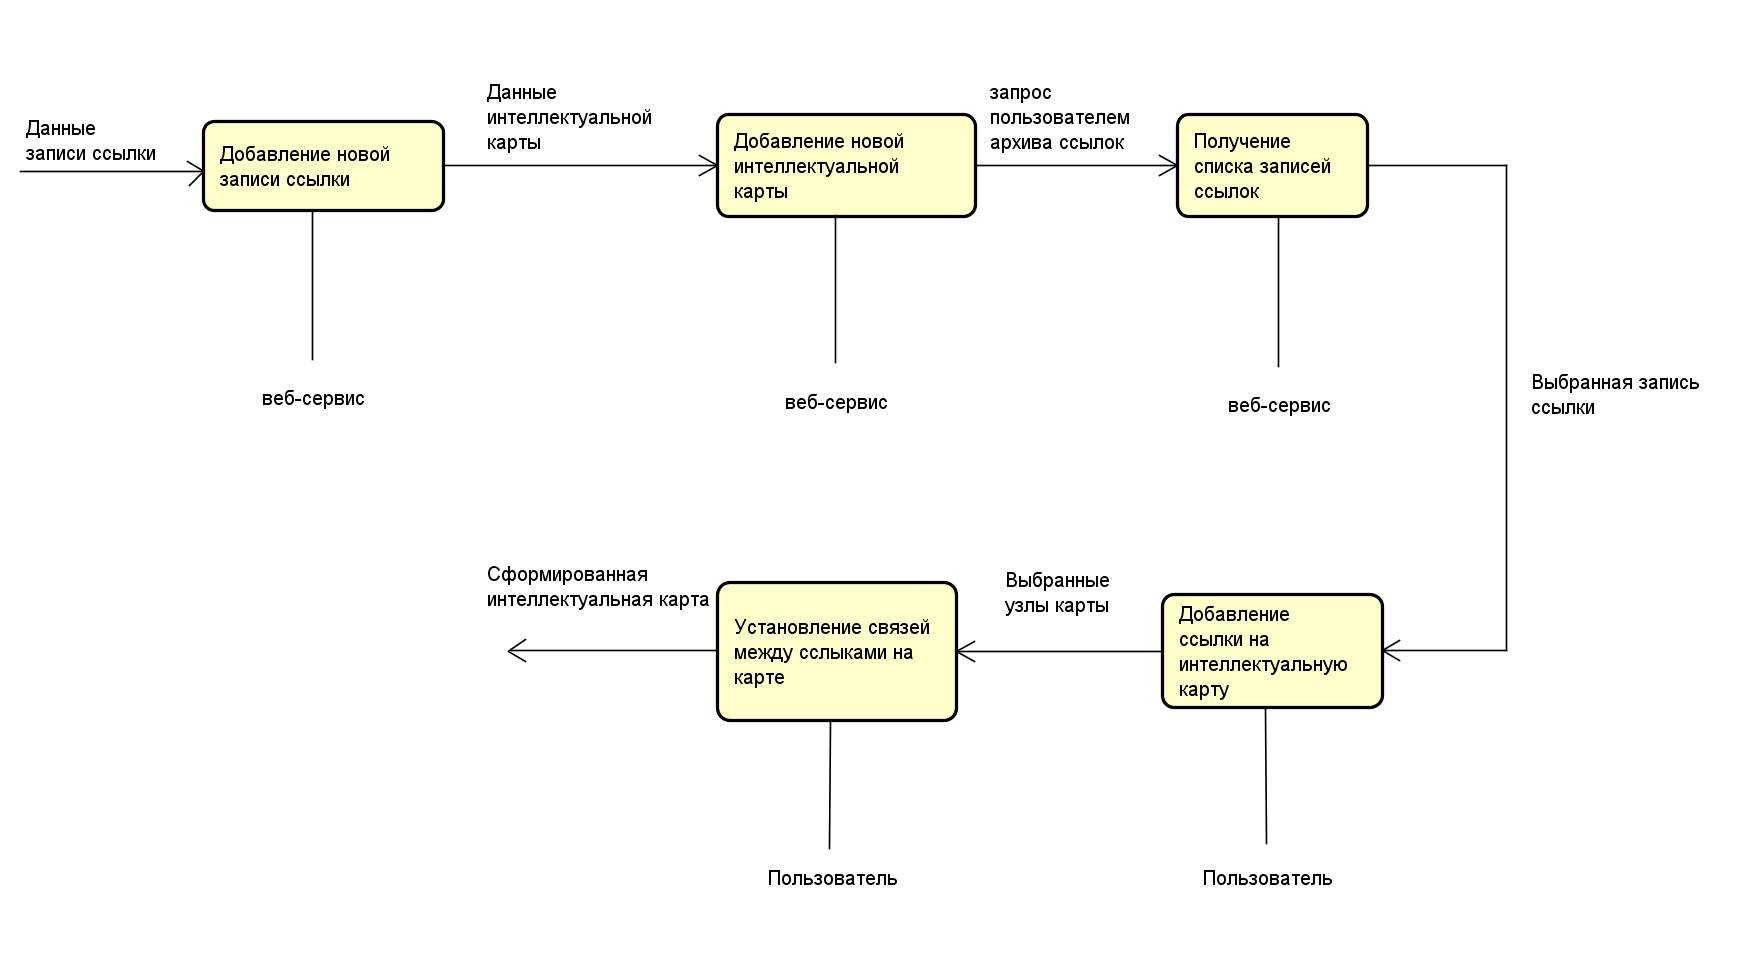 Данные
записи ссылки
Добавление новой
записи ссылки
Данные
интеллектуальной
карты
Добавление новой
интеллектуальной
карты
запрос
пользователем
архива ссылок
Получение
списка записей
ссылок
веб-сервис
веб-сервис
веб-сервис
Выбранная запись
ссылки
Сформированная
интеллектуальная карта
Установление связей
между сслыками на
карте
Выбранные
узлы карты
Добавление
ссылки на
интеллектуальную
карту
Пользователь
Пользователь